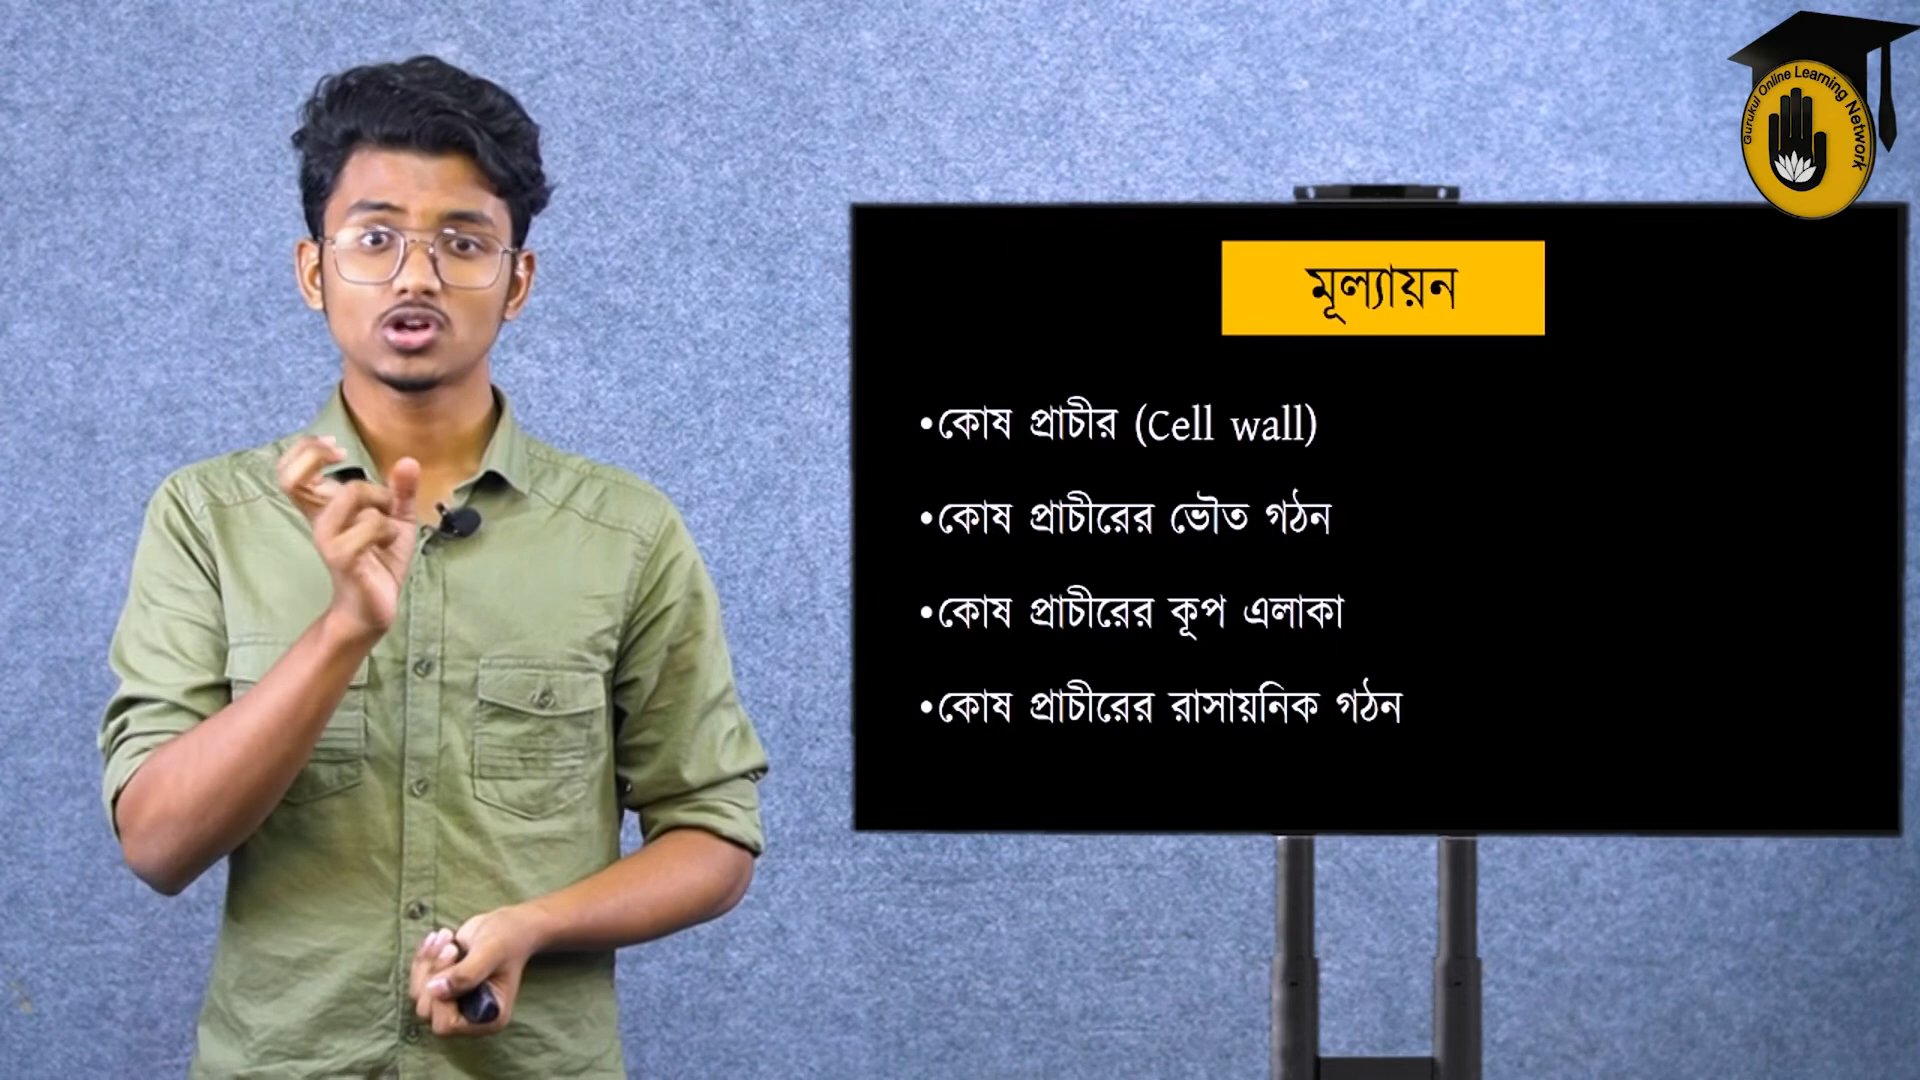 Gurukul Online Learning Network
মূল্যায়ন
•কোষ প্রাচীর (Cell wall)
•কোষ প্রাচীরের ভৌত গঠন
•কোষ প্রাচীরের কূপ এলাকা
•কোষ প্রাচীরের রাসায়নিক গঠন